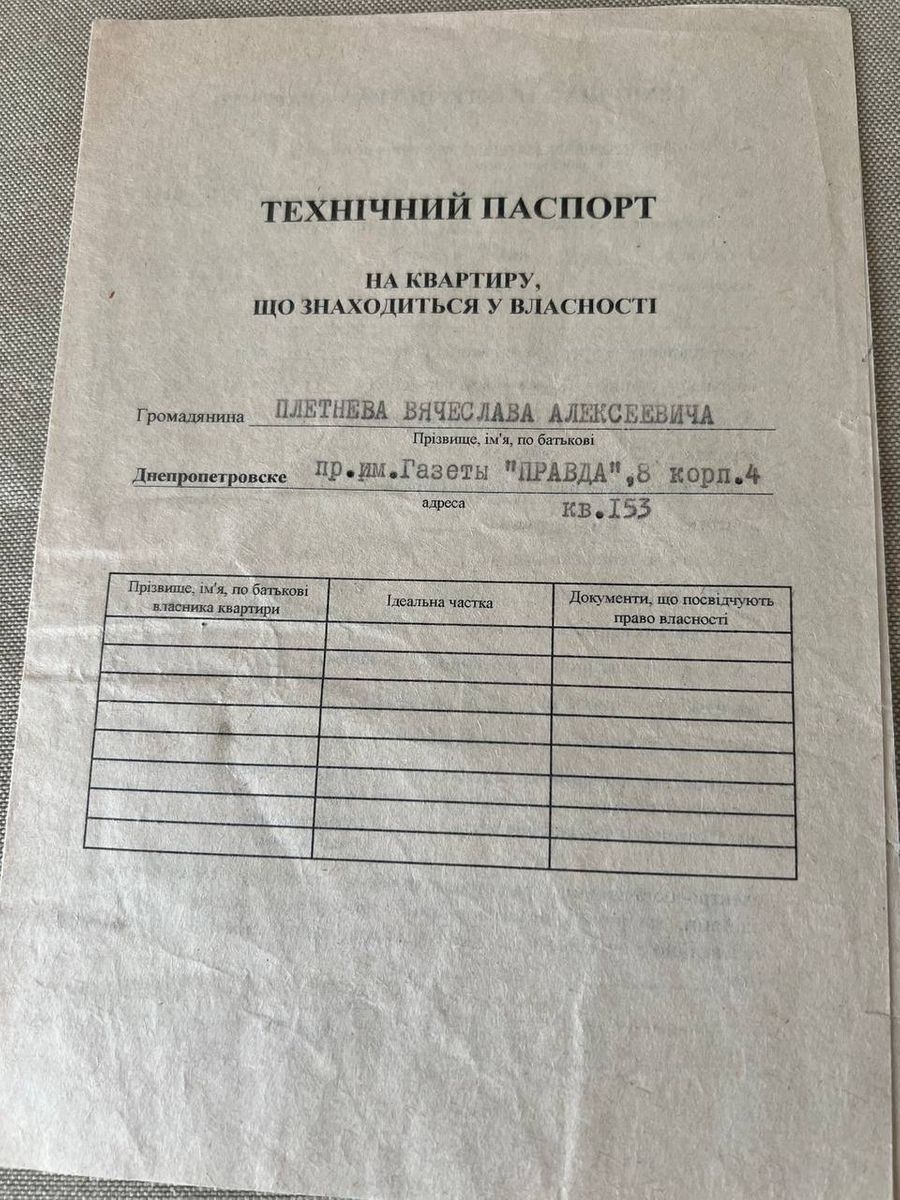 ТЕХНІЧНИЙ ПАСПОРТ
НА КВАРТИРУ,
ЩО ЗНАХОДИТЬСЯ У ВЛАСНОСТІ
Громадянина ПЛЕТНЕВА ВЯЧЕСЛАВА АЛЕКСЕЕВИЧА
Прізвище, ім'я, по батькові
Днепропетровске пр.им.Газеты "ПРАВДА",8 корп.4
адреса кв.I53
Прізвище, ім'я, по батькові
власника квартири
Ідеальна частка
Документи, що посвідчують
право власності